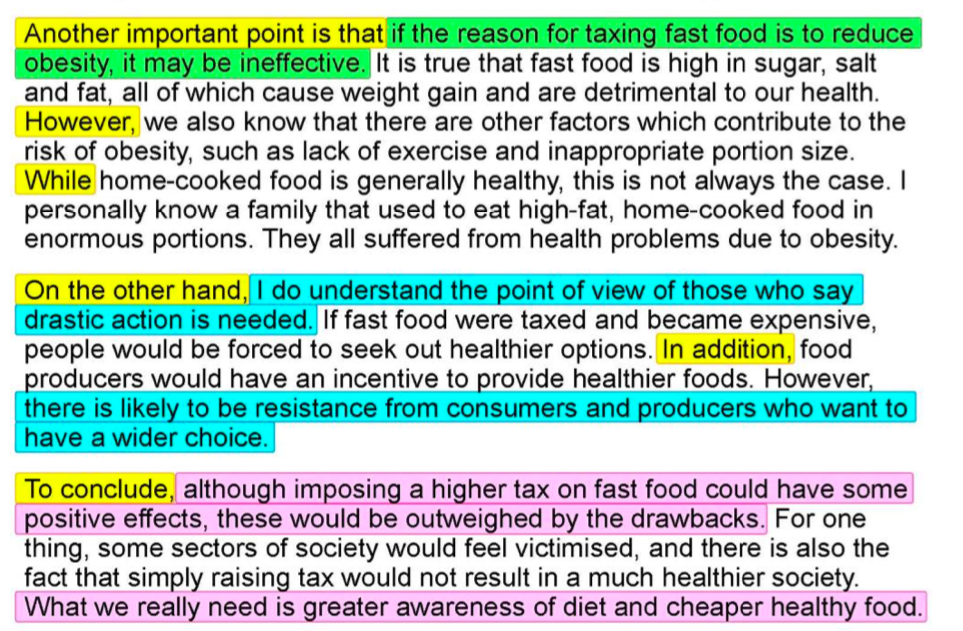 Another important point is that if the reason for taxing fast food is to reduce
obesity, it may be ineffective. It is true that fast food is high in sugar, salt
and fat, all of which cause weight gain and are detrimental to our health.
However, we also know that there are other factors which contribute to the
risk of obesity, such as lack of exercise and inappropriate portion size.
While home-cooked food is generally healthy, this is not always the case. I
personally know a family that used to eat high-fat, home-cooked food in
enormous portions. They all suffered from health problems due to obesity.
On the other hand, I do understand the point of view of those who say
drastic action is needed. If fast food were taxed and became expensive,
people would be forced to seek out healthier options. In addition, food
producers would have an incentive to provide healthier foods. However,
there is likely to be resistance from consumers and producers who want to
have a wider choice.
To conclude, although imposing a higher tax on fast food could have some
positive effects, these would be outweighed by the drawbacks. For one
thing, some sectors of society would feel victimised, and there is also the
fact that simply raising tax would not result in a much healthier society.
What we really need is greater awareness of diet and cheaper healthy food.